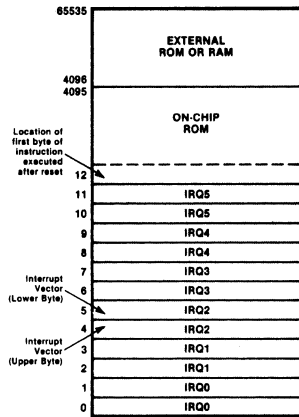 65535
EXTERNAL
ROM OR RAM
4096
4095
ON-CHIP
ROM
Location of
first byte of
instruction
executed
after reset
12
11 IRQ5
10 IRQ5
9 IRQ4
8 IRQ4
7 IRQ3
6 IRQ3
Interrupt
Vector
(Lower Byte)
5 IRQ2
4 IRQ2
Interrupt
Vector
(Upper Byte)
3 IRQ1
2 IRQ1
1 IRQ0
0 IRQ0